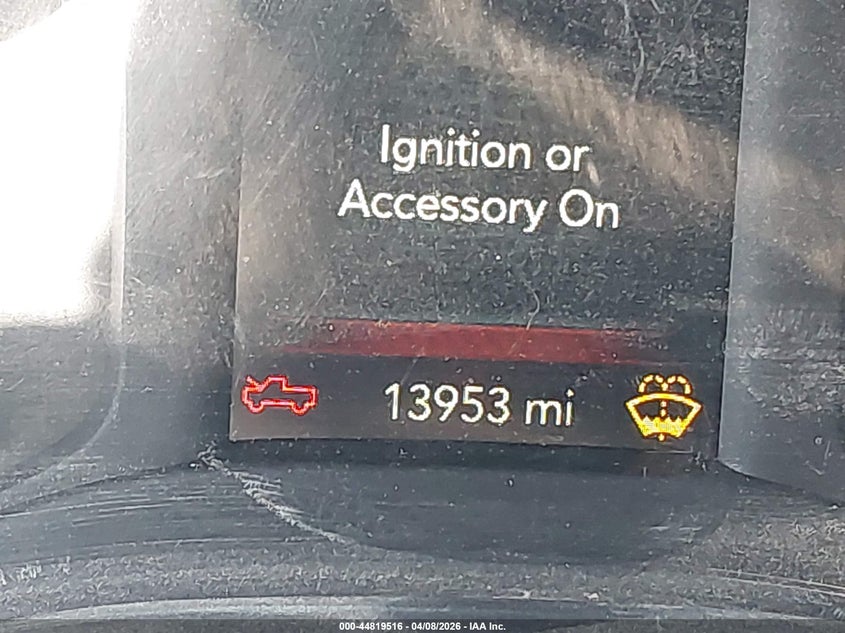 Ignition or
Accessory On
13953 mi
000-44819516 - 04/08/2026 - IAA Inc.